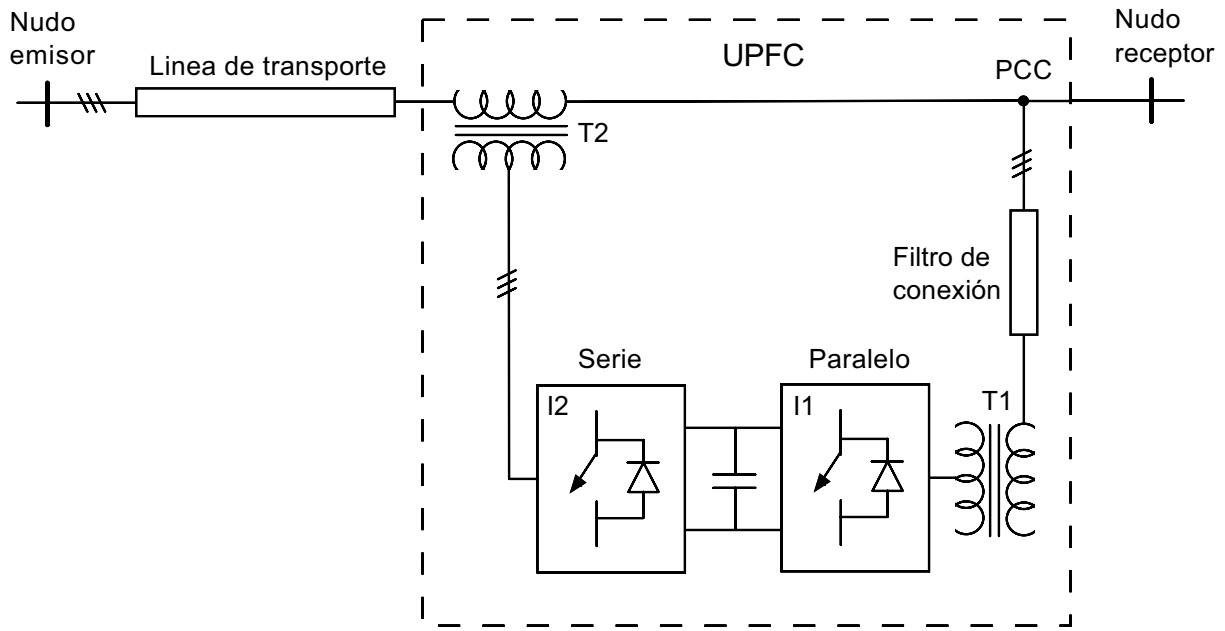 Nudo
emisor
Linea de transporte
UPFC
PCC
Nudo
receptor
T2
Filtro de
conexión
Serie
Paralelo
I2
I1
T1